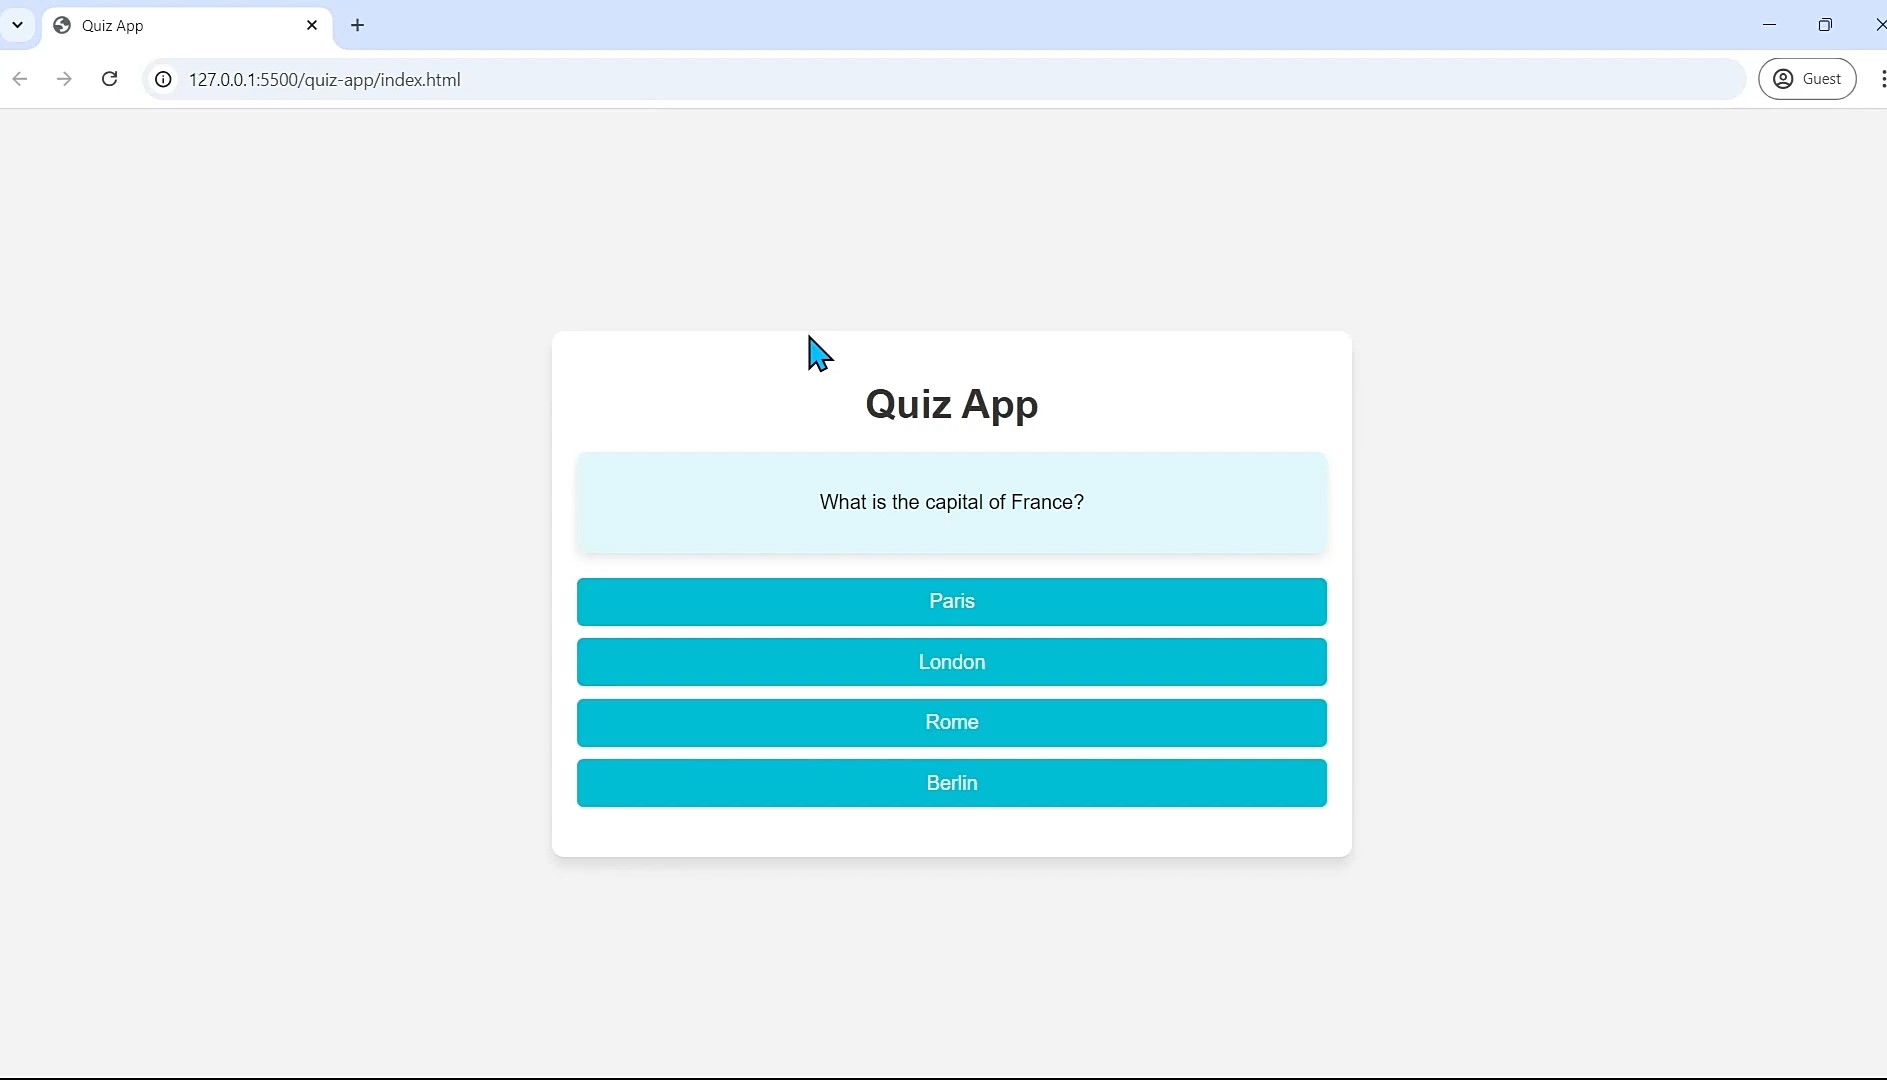 Quiz App
127.0.0.1:5500/quiz-app/index.html
Guest
Quiz App
What is the capital of France?
Paris
London
Rome
Berlin